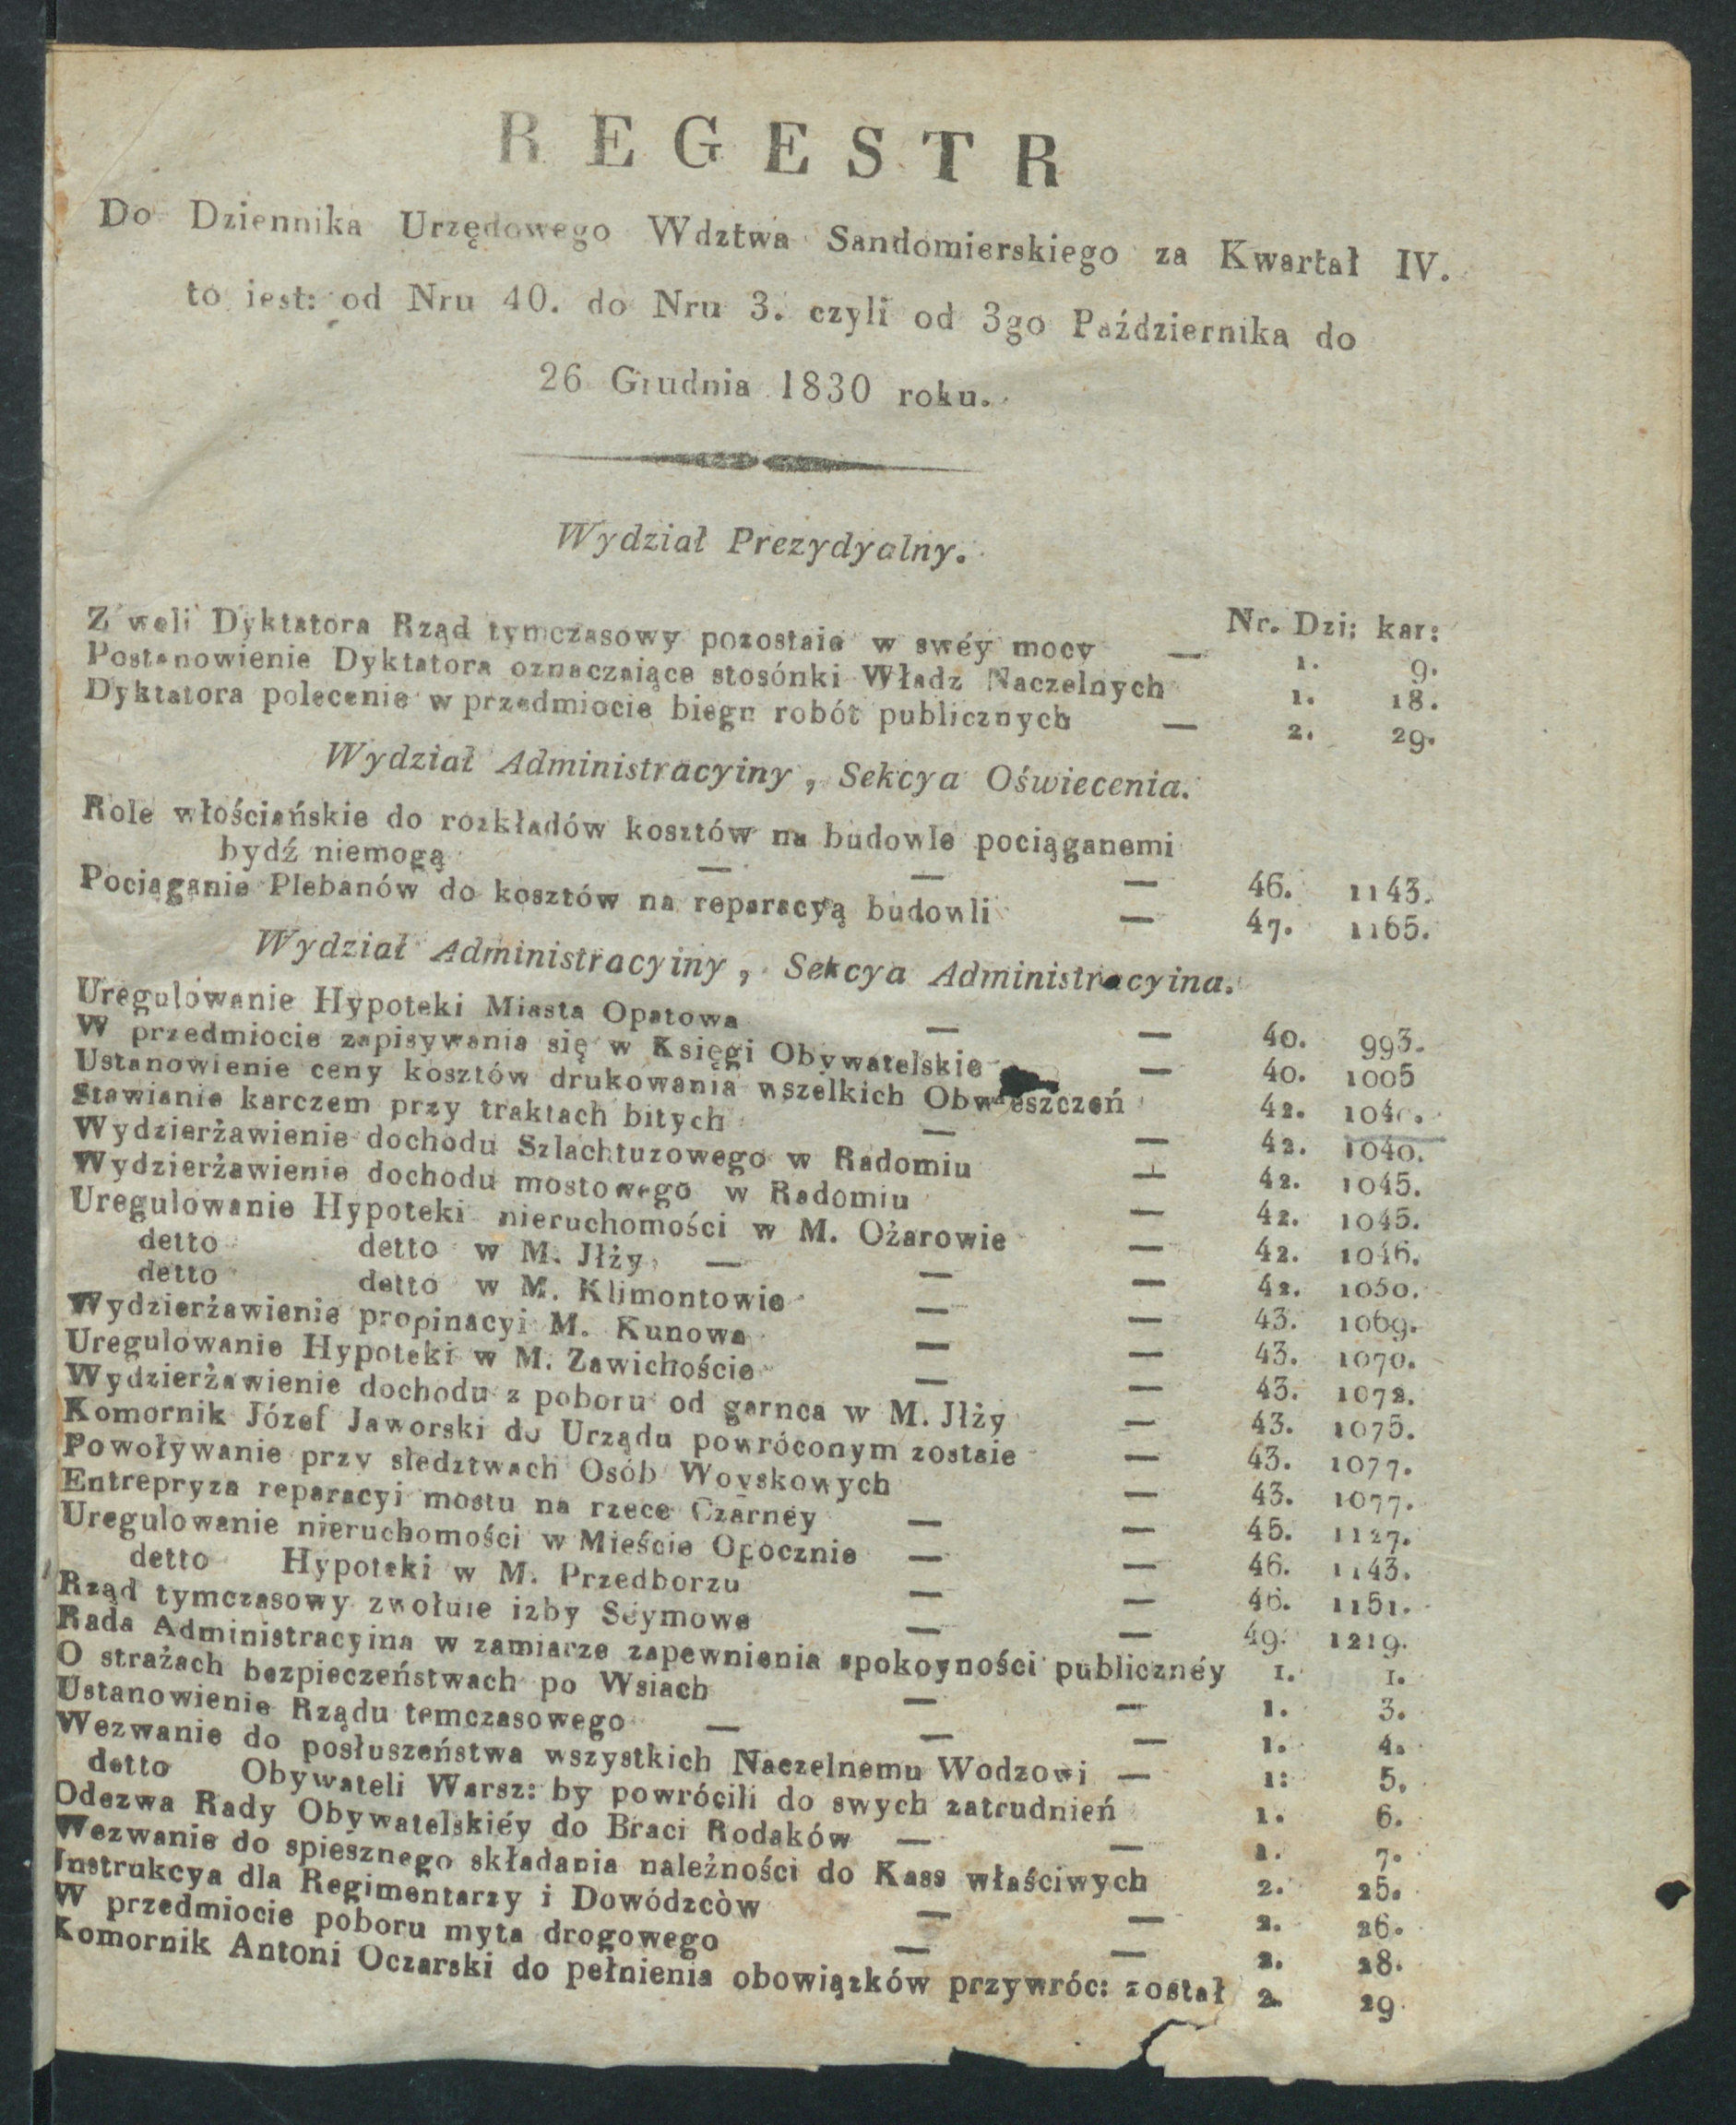 REGESTR
Do Dziennika Urzędowego Wdztwa Sandomierskiego za Kwartał IV.
to iest: od Nru 40. do Nru 3. czyli od 3go Października do
26 Grudnia 1830 roku.
Wydział Prezydyalny.
Nr. Dzi: kar:
Z woli Dyktatora Rząd tymczasowy pozostaie w swéy mocy — 1. 9.
Postanowienie Dyktatora oznaczaiące stosónki Władz Naczelnych 1. 18.
Dyktatora polecenie w przedmiocie biegu robót publicznych — 2. 29.
Wydział Administracyiny, Sekcya Oświecenia.
Role włościańskie do rozkładów kosztów na budowle pociąganemi
bydź niemogą — — — 46. 1143.
Pociąganie Plebanów do kosztów na reparacyą budowli — 47. 1165.
Wydział Administracyiny, Sekcya Administracyina.
Uregulowanie Hypoteki Miasta Opatowa — — 40. 993.
W przedmiocie zapisywania się w Księgi Obywatelskie — 40. 1005
Ustanowienie ceny kosztów drukowania wszelkich Obwieszczeń 42. 1040.
Stawianie karczem przy traktach bitych — — 42. 1040.
Wydzierżawienie dochodu Szlachtuzowego w Radomiu — 42. 1045.
Wydzierżawienie dochodu mostowego w Radomiu — 42. 1045.
Uregulowanie Hypoteki nieruchomości w M. Ożarowie — 42. 1046.
detto detto w M. Jłży — — — 42. 1050.
detto detto w M. Klimontowie — — 43. 1069.
Wydzierżawienie propinacyi M. Kunowa — — 43. 1070.
Uregulowanie Hypoteki w M. Zawichoście — — 43. 1072.
Wydzierżawienie dochodu z poboru od garnca w M. Jłży — 43. 1075.
Komornik Józef Jaworski do Urządu powróconym zostaie — 43. 1077.
Powoływanie przy sledztwach Osób Woyskowych — 43. 1077.
Entrepryza reparacyi mostu na rzece Czarnéy — — 45. 1127.
Uregulowanie nieruchomości w Mieście Opocznie — — 46. 1143.
detto Hypoteki w M. Przedborzu — — 46. 1151.
Rząd tymczasowy zwołuie izby Séymowe — — 49. 1219.
Rada Administracyina w zamiarze zapewnienia spokoyności publicznéy 1. 1.
O strażach bezpieczeństwach po Wsiach — — 1. 3.
Ustanowienie Rządu temczasowego — — — 1. 4.
Wezwanie do posłuszeństwa wszystkich Naczelnemu Wodzowi — 1: 5.
detto Obywateli Warsz: by powrócili do swych zatrudnień 1. 6.
Odezwa Rady Obywatelskiéy do Braci Rodaków — — 1. 7.
Wezwanie do spiesznego składania należności do Kass właściwych 2. 25.
Instrukcya dla Regimentarzy i Dowódzców — — 2. 26.
W przedmiocie poboru myta drogowego — — 2. 28.
Komornik Antoni Oczarski do pełnienia obowiązków przywróc: został 2. 29.